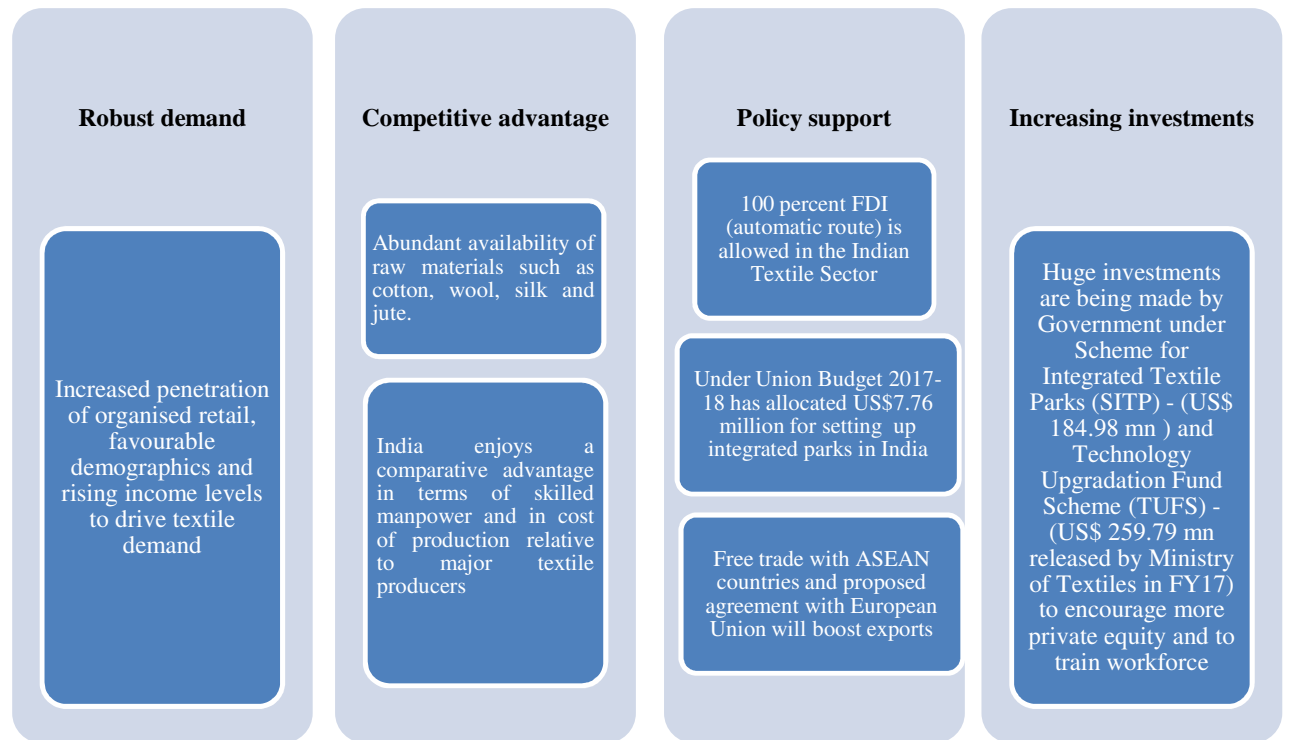 Robust demand
Increased penetration
of organised retail,
favourable
demographics and
rising income levels
to drive textile
demand
Competitive advantage
Abundant availability of
raw materials such as
cotton, wool, silk and
jute.
India enjoys a
comparative advantage
in terms of skilled
manpower and in cost
of production relative
to major textile
producers
Policy support
100 percent FDI
(automatic route) is
allowed in the Indian
Textile Sector
Under Union Budget 2017-
18 has allocated US$7.76
million for setting up
integrated parks in India
Free trade with ASEAN
countries and proposed
agreement with European
Union will boost exports
Increasing investments
Huge investments
are being made by
Government under
Scheme for
Integrated Textile
Parks (SITP) - (US$
184.98 mn ) and
Technology
Upgradation Fund
Scheme (TUFS) -
(US$ 259.79 mn
released by Ministry
of Textiles in FY17)
to encourage more
private equity and to
train workforce